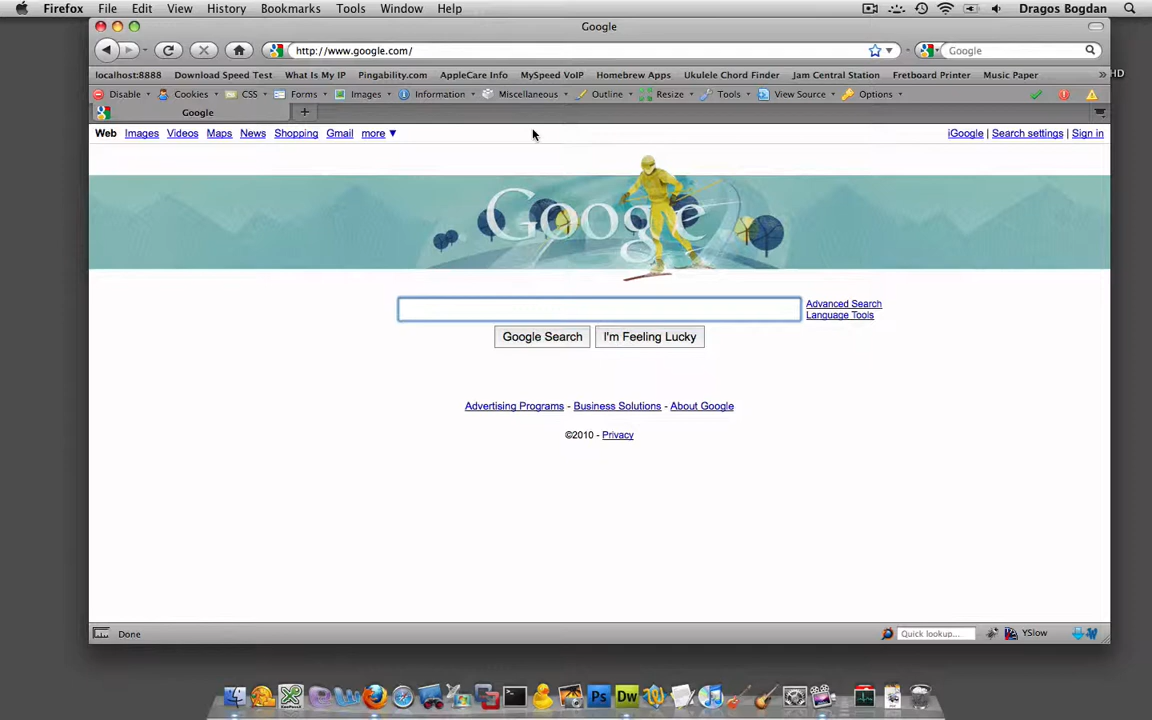 Firefox File Edit View History Bookmarks Tools Window Help Dragos Bogdan
Google
http://www.google.com/ Google
localhost:8888 Download Speed Test What Is My IP Pingability.com AppleCare Info MySpeed VoIP Homebrew Apps Ukulele Chord Finder Jam Central Station Fretboard Printer Music Paper » HD
Disable Cookies CSS Forms Images Information Miscellaneous Outline Resize Tools View Source Options
Google
Web Images Videos Maps News Shopping Gmail more ▼ iGoogle | Search settings | Sign in
Google
Advanced Search
Language Tools
Google Search I'm Feeling Lucky
Advertising Programs - Business Solutions - About Google
©2010 - Privacy
Done Quick lookup... YSlow
Ps Dw